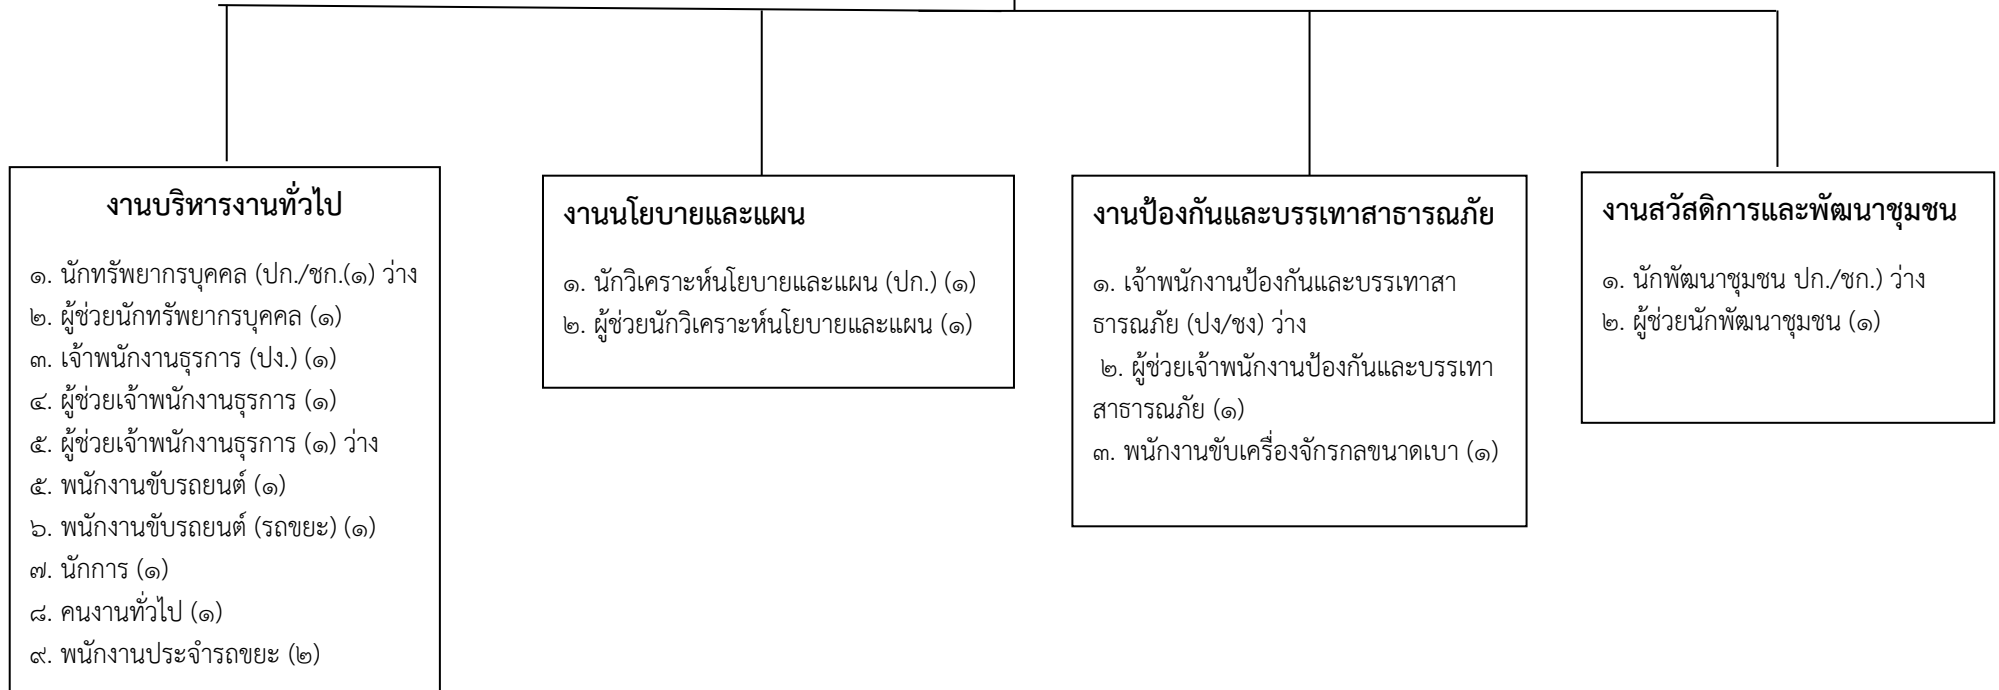 งานบริหารงานทั่วไป
๑. นักทรัพยากรบุคคล (ปก./ชก.(๑) ว่าง
๒. ผู้ช่วยนักทรัพยากรบุคคล (๑)
๓. เจ้าพนักงานธุรการ (ปง.) (๑)
๔. ผู้ช่วยเจ้าพนักงานธุรการ (๑)
๕. ผู้ช่วยเจ้าพนักงานธุรการ (๑) ว่าง
๕. พนักงานขับรถยนต์ (๑)
๖. พนักงานขับรถยนต์ (รถขยะ) (๑)
๗. นักการ (๑)
๘. คนงานทั่วไป (๑)
๙. พนักงานประจำรถขยะ (๒)
งานนโยบายและแผน
๑. นักวิเคราะห์นโยบายและแผน (ปก.) (๑)
๒. ผู้ช่วยนักวิเคราะห์นโยบายและแผน (๑)
งานป้องกันและบรรเทาสาธารณภัย
๑. เจ้าพนักงานป้องกันและบรรเทาสา
ธารณภัย (ปง/ชง) ว่าง
๒. ผู้ช่วยเจ้าพนักงานป้องกันและบรรเทา
สาธารณภัย (๑)
๓. พนักงานขับเครื่องจักรกลขนาดเบา (๑)
งานสวัสดิการและพัฒนาชุมชน
๑. นักพัฒนาชุมชน ปก./ชก.) ว่าง
๒. ผู้ช่วยนักพัฒนาชุมชน (๑)